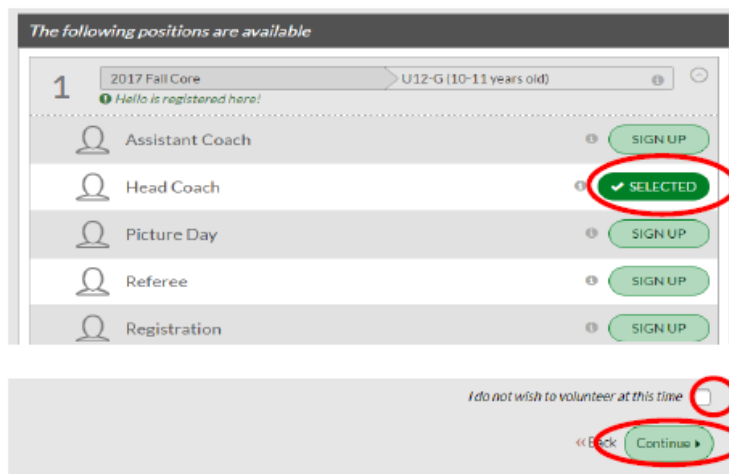 The following positions are available
1 2017 Fall Core U12-G (10-11 years old)
Hello is registered here!
Assistant Coach SIGN UP
Head Coach ✔ SELECTED
Picture Day SIGN UP
Referee SIGN UP
Registration SIGN UP
I do not wish to volunteer at this time
« Back Continue